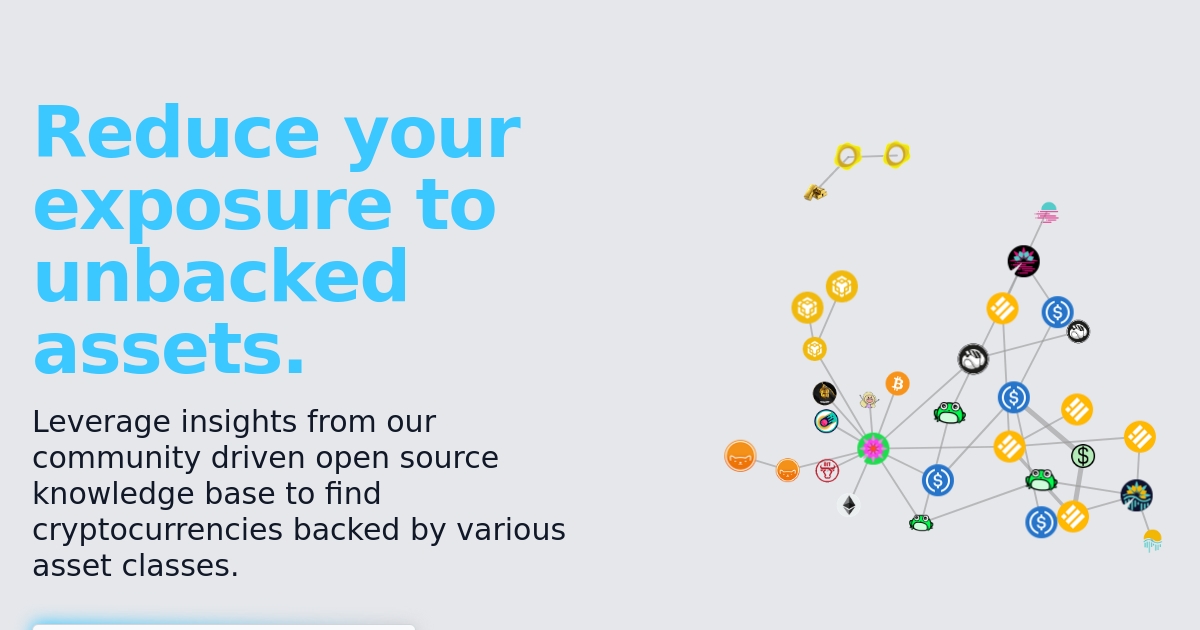 Reduce your
exposure to
unbacked
assets.
Leverage insights from our
community driven open source
knowledge base to find
cryptocurrencies backed by various
asset classes.